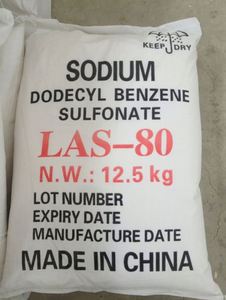 KEEP DRY
SODIUM
DODECYL BENZENE
SULFONATE
LAS-80
N.W.: 12.5 kg
LOT NUMBER
EXPIRY DATE
MANUFACTURE DATE
MADE IN CHINA